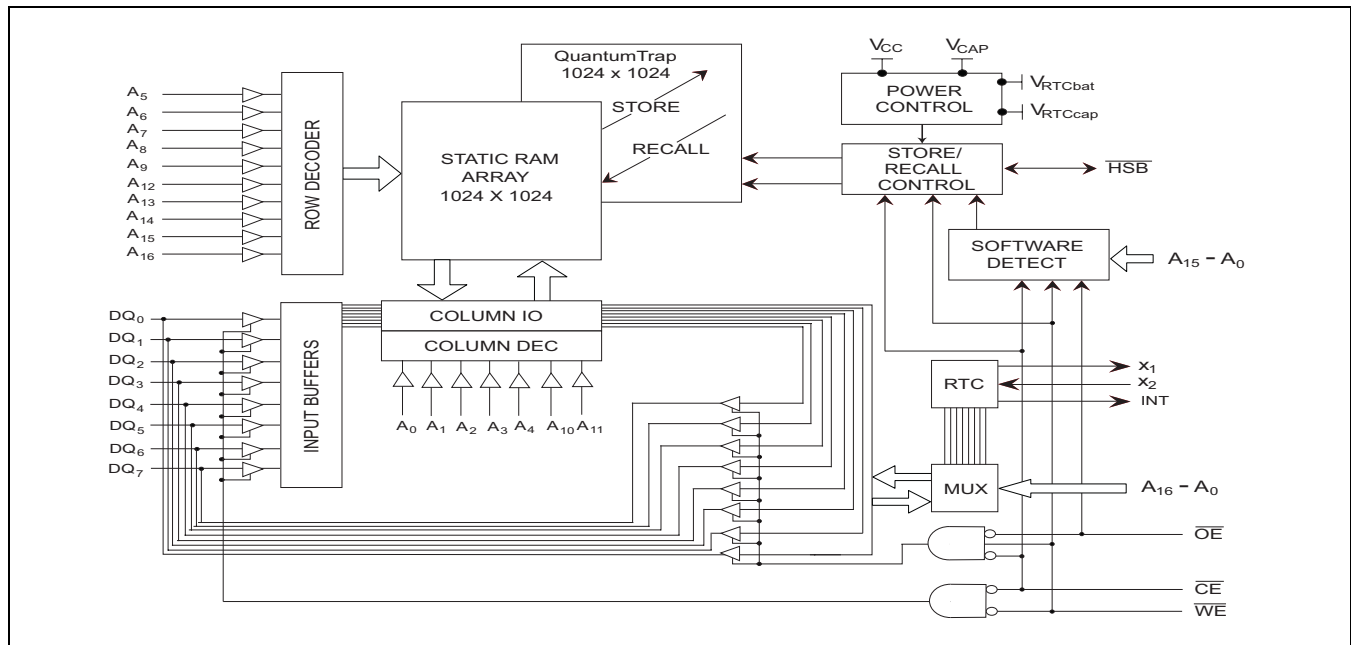 VCC
VCAP
QuantumTrap
1024 x 1024
POWER
CONTROL
VRTCbat
VRTCcap
A5
A6
A7
A8
A9
A12
A13
A14
A15
A16
ROW DECODER
STORE
RECALL
STATIC RAM
ARRAY
1024 X 1024
STORE/
RECALL
CONTROL
HSB
SOFTWARE
DETECT
A15 – A0
DQ0
DQ1
DQ2
DQ3
DQ4
DQ5
DQ6
DQ7
INPUT BUFFERS
COLUMN IO
COLUMN DEC
A0
A1
A2
A3
A4
A10
A11
RTC
x1
x2
INT
MUX
A16 – A0
OE
CE
WE